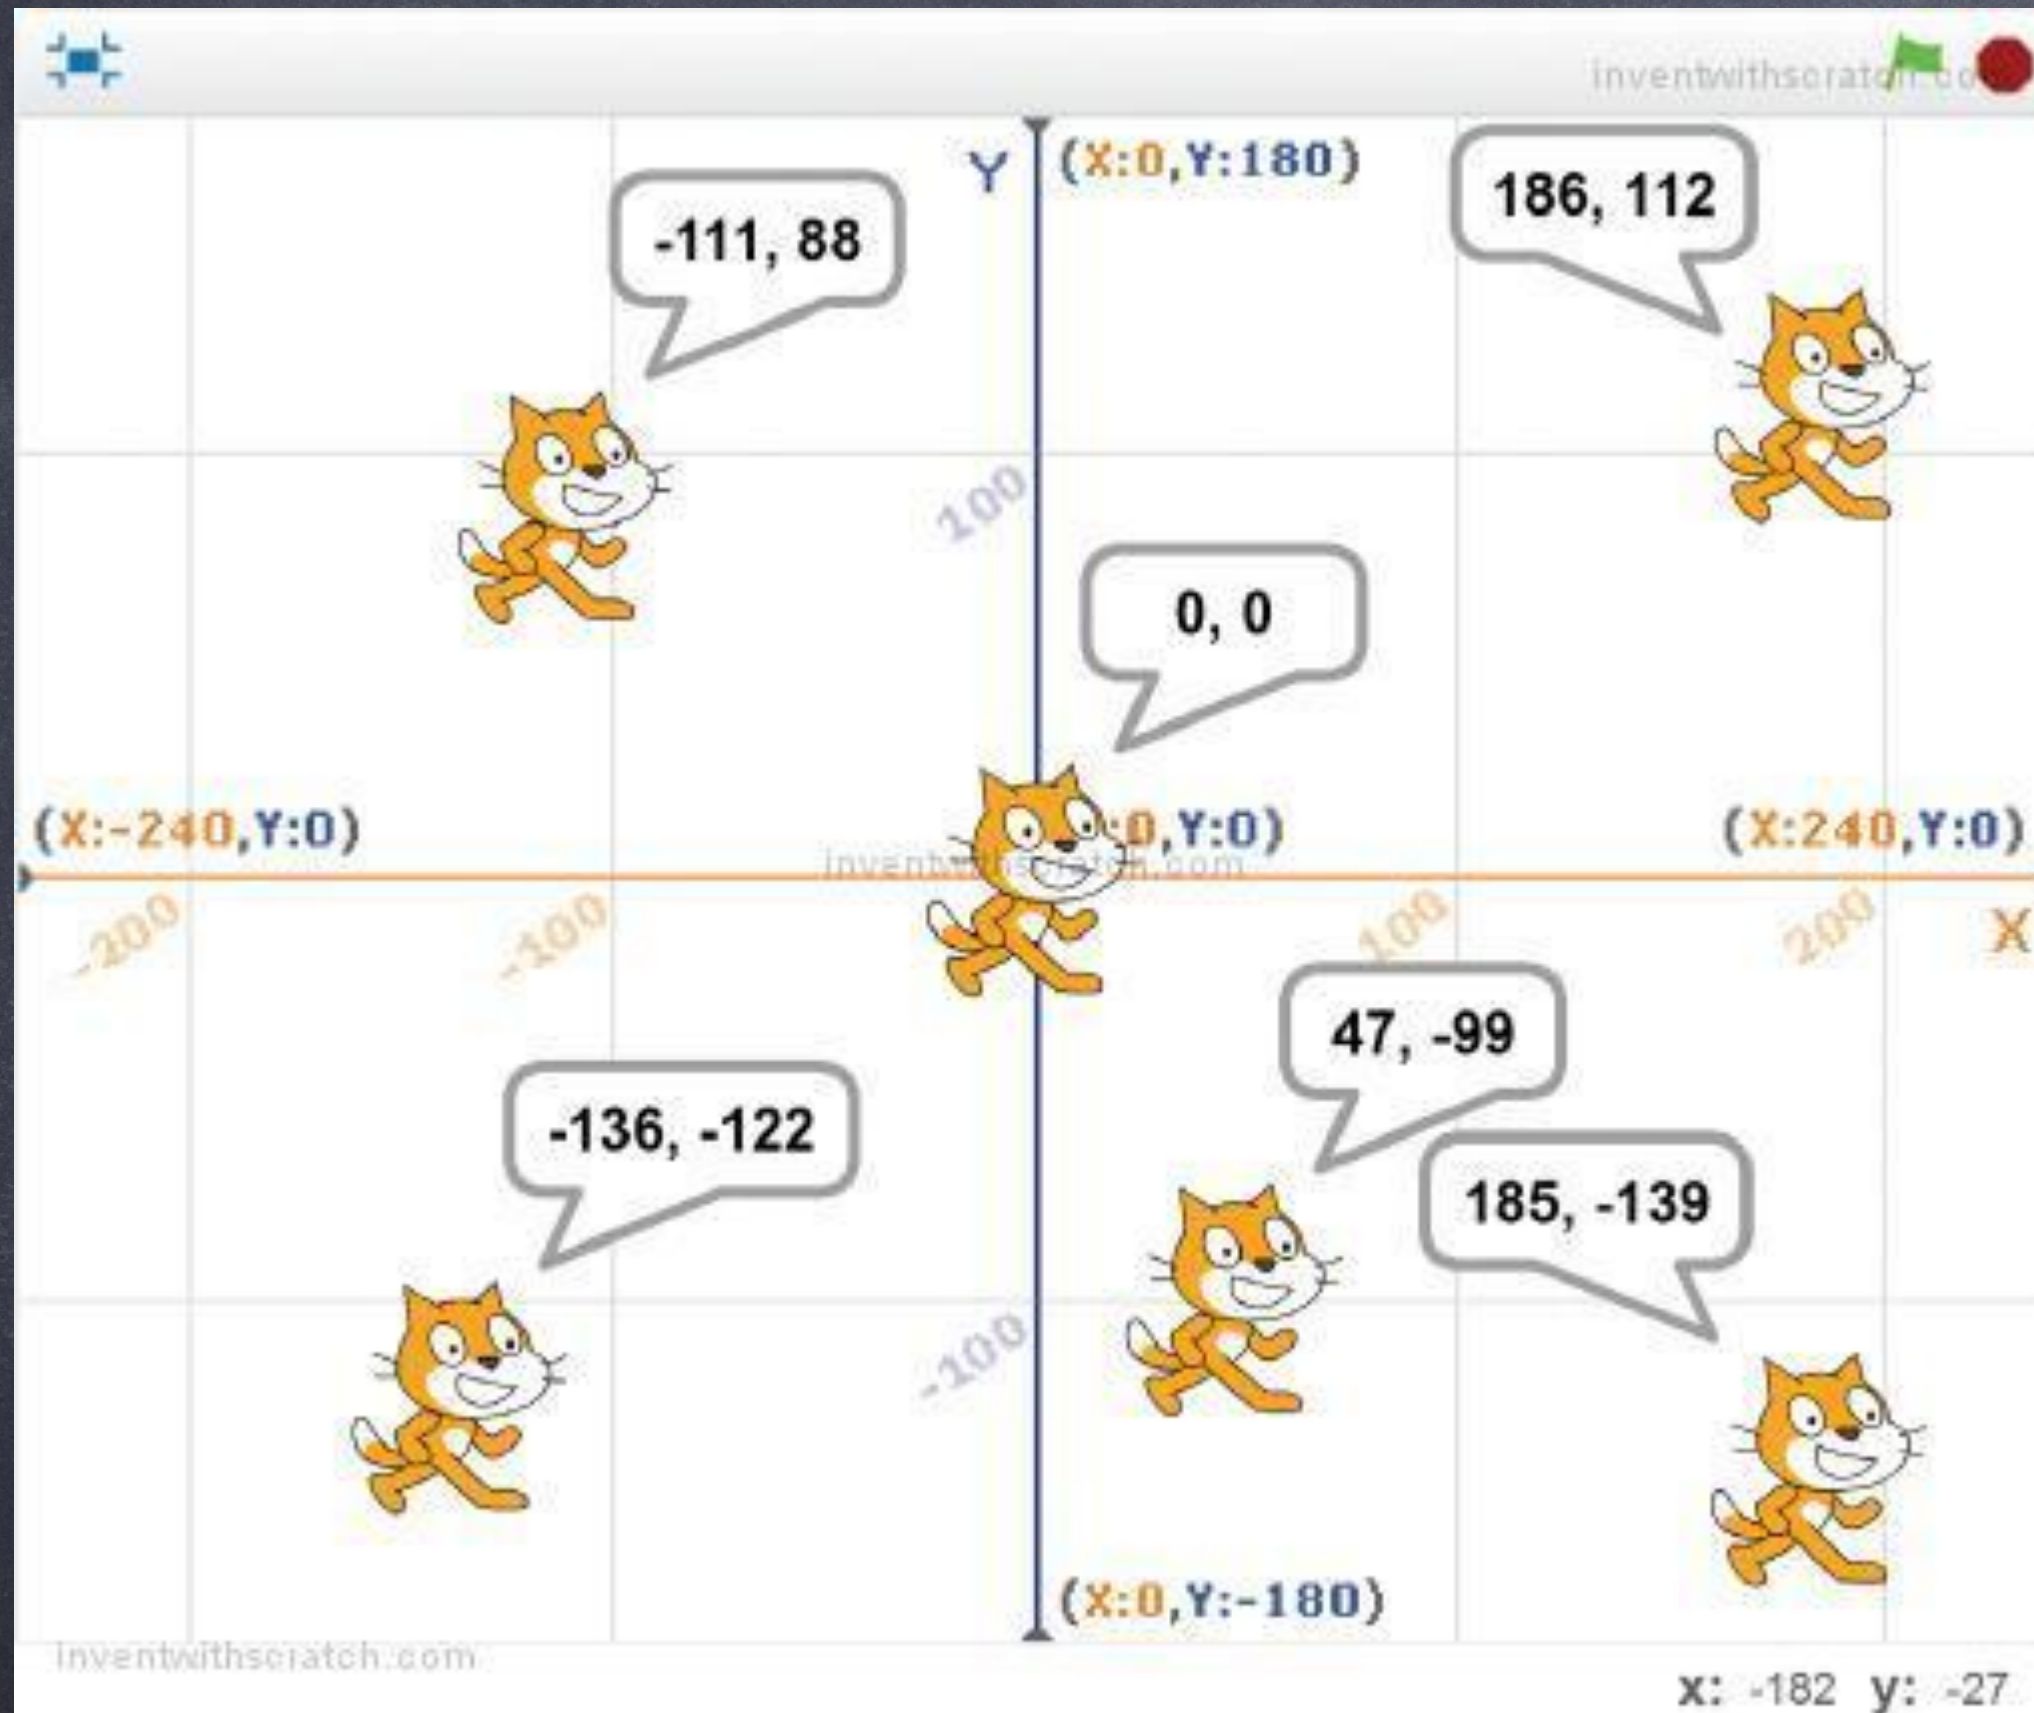 inventwithscratch.co
Y
(X:0,Y:180)
186, 112
-111, 88
100
0, 0
(X:-240,Y:0)
:0,Y:0)
(X:240,Y:0)
inventwithscratch.com
-200
-100
100
200
X
47, -99
-136, -122
185, -139
-100
(X:0,Y:-180)
inventwithscratch.com
x: -182 y: -27